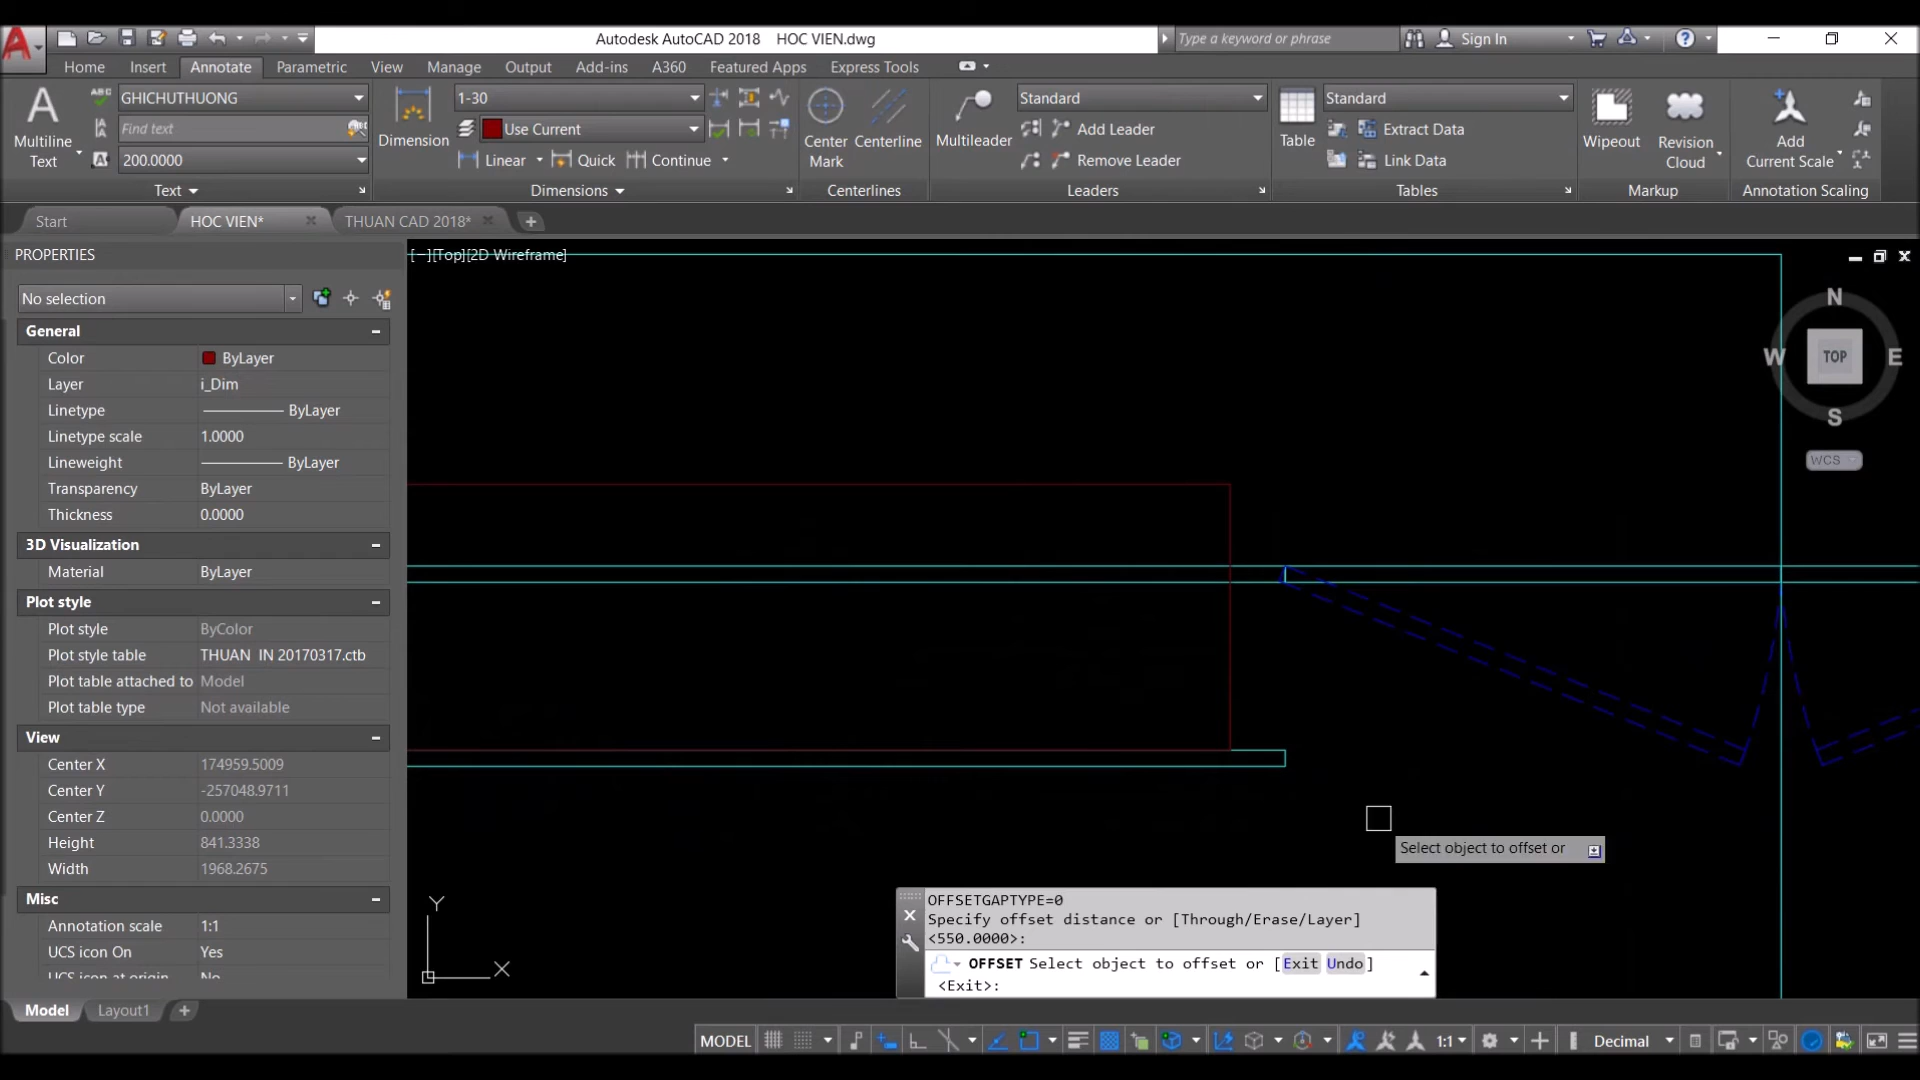 Autodesk AutoCAD 2018 HOC VIEN.dwg
Type a keyword or phrase
Sign In
Home Insert Annotate Parametric View Manage Output Add-ins A360 Featured Apps Express Tools
Multiline Text
GHICHUTHUONG
Find text
200.0000
Text
Dimension
1-30
Use Current
Linear Quick Continue
Dimensions
Center Mark
Centerline
Centerlines
Multileader
Standard
Add Leader
Remove Leader
Leaders
Table
Standard
Extract Data
Link Data
Tables
Wipeout
Revision Cloud
Markup
Add Current Scale
Annotation Scaling
Start HOC VIEN* THUAN CAD 2018*
PROPERTIES
No selection
General
Color ByLayer
Layer i_Dim
Linetype ByLayer
Linetype scale 1.0000
Lineweight ByLayer
Transparency ByLayer
Thickness 0.0000
3D Visualization
Material ByLayer
Plot style
Plot style ByColor
Plot style table THUAN IN 20170317.ctb
Plot table attached to Model
Plot table type Not available
View
Center X 174959.5009
Center Y -257048.9711
Center Z 0.0000
Height 841.3338
Width 1968.2675
Misc
Annotation scale 1:1
UCS icon On Yes
UCS icon at origin No
[−][Top][2D Wireframe]
N
W TOP E
S
WCS
Select object to offset or
Y
X
OFFSETGAPTYPE=0
Specify offset distance or [Through/Erase/Layer]
<550.0000>:
OFFSET Select object to offset or [Exit Undo]
<Exit>:
Model Layout1
MODEL 1:1 Decimal